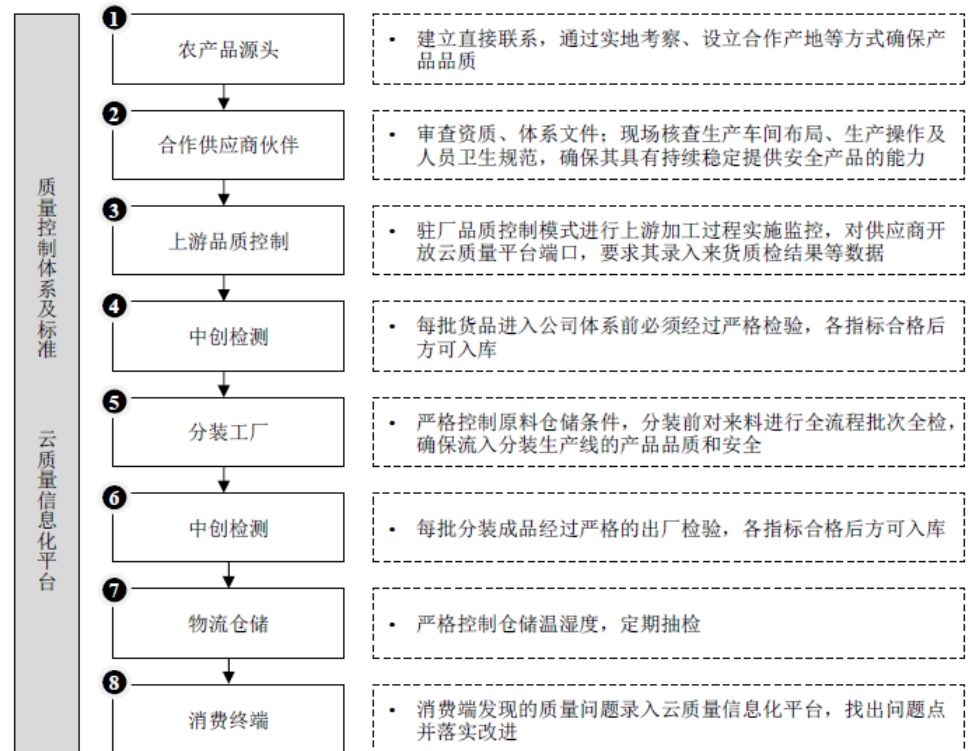 质量控制体系及标准
云质量信息化平台
1
农产品源头
• 建立直接联系，通过实地考察、设立合作产地等方式确保产
品品质
2
合作供应商伙伴
• 审查资质、体系文件；现场核查生产车间布局、生产操作及
人员卫生规范，确保其具有持续稳定提供安全产品的能力
3
上游品质控制
• 驻厂品质控制模式进行上游加工过程实施监控，对供应商开
放云质量平台端口，要求其录入来货质检结果等数据
4
中创检测
• 每批货品进入公司体系前必须经过严格检验，各指标合格后
方可入库
5
分装工厂
• 严格控制原料仓储条件，分装前对来料进行全流程批次全检，
确保流入分装生产线的产品品质和安全
6
中创检测
• 每批分装成品经过严格的出厂检验，各指标合格后方可入库
7
物流仓储
• 严格控制仓储温湿度，定期抽检
8
消费终端
• 消费端发现的质量问题录入云质量信息化平台，找出问题点
并落实改进